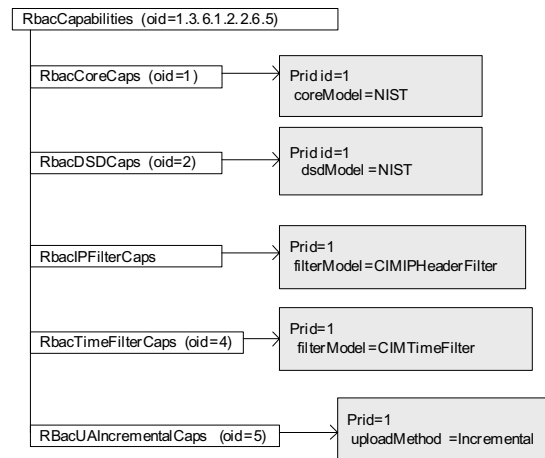 RbacCapabilities (oid=1.3.6.1.2.2.6.5)
RbacCoreCaps (oid=1)
Prid id=1
coreModel=NIST
RbacDSDCaps (oid=2)
Prid id=1
dsdModel =NIST
RbacIPFilterCaps
Prid=1
filterModel=CIMIPHeaderFilter
RbacTimeFilterCaps (oid=4)
Prid=1
filterModel=CIMTimeFilter
RBacUAIncrementalCaps (oid=5)
Prid=1
uploadMethod =Incremental